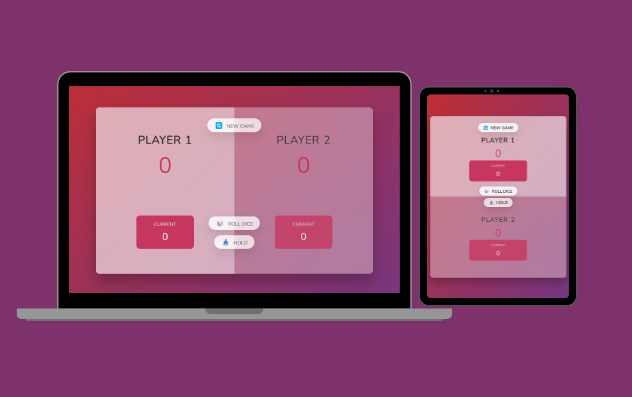 NEW GAME
PLAYER 1
PLAYER 2
0
0
CURRENT
0
ROLL DICE
HOLD
CURRENT
0
NEW GAME
PLAYER 1
0
CURRENT
0
ROLL DICE
HOLD
PLAYER 2
0
CURRENT
0